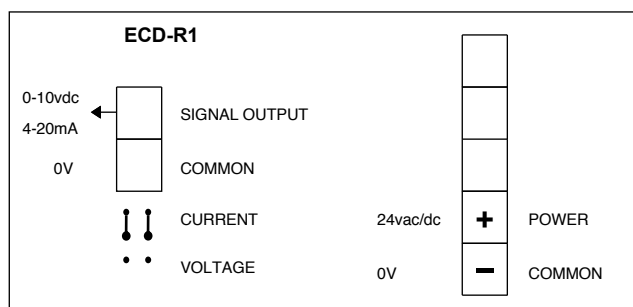 ECD-R1
0-10vdc
4-20mA
SIGNAL OUTPUT
0V
COMMON
CURRENT
VOLTAGE
24vac/dc
+
POWER
0V
−
COMMON